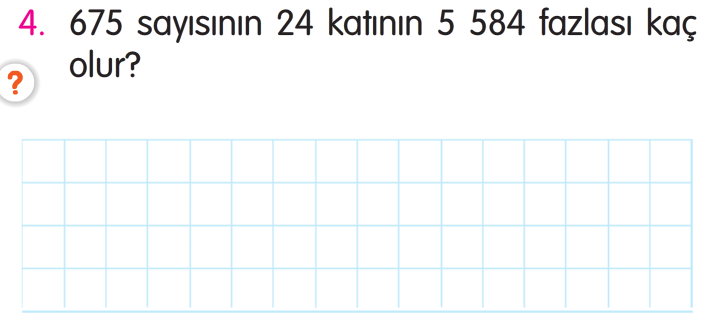 4. 675 sayısının 24 katının 5 584 fazlası kaç
olur?
?